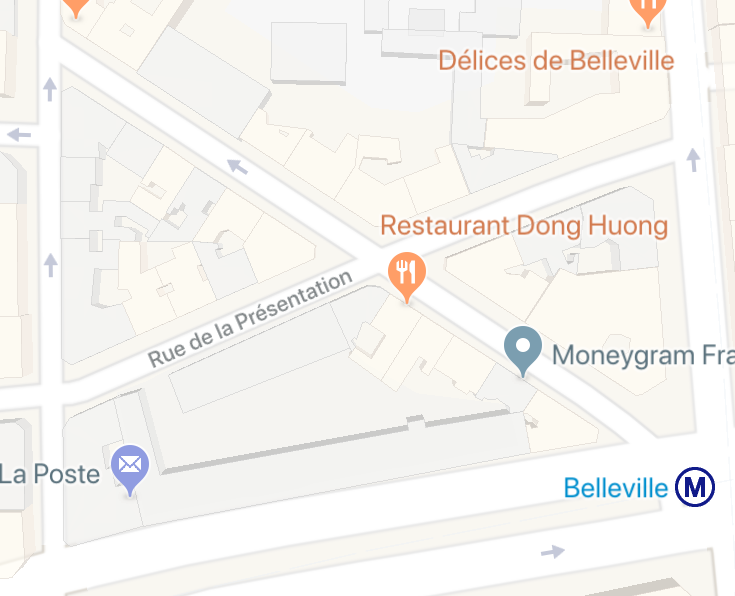 Délices de Belleville
Restaurant Dong Huong
Rue de la Présentation
Moneygram Fra
La Poste
Belleville M